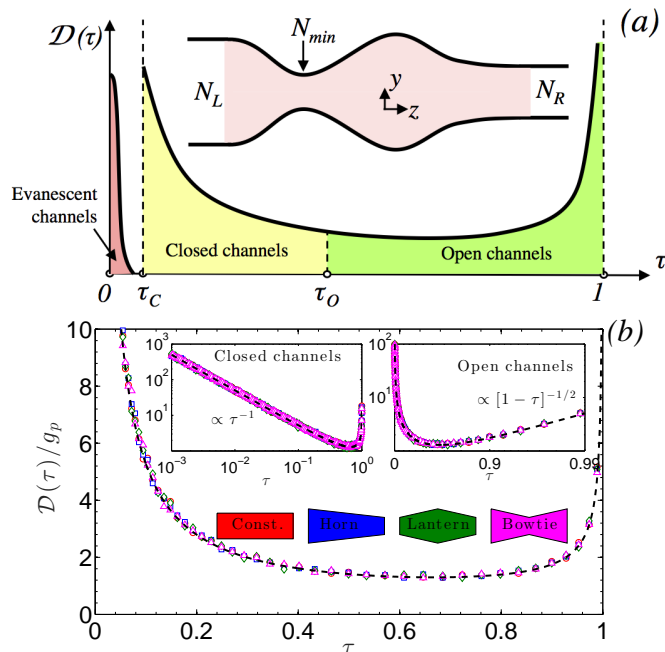 𝒟(τ)
(a)
N_min
N_L
y
z
N_R
Evanescent
channels
Closed channels
Open channels
τ
0
τ_C
τ_O
1
(b)
𝒟(τ)/g_p
10
8
6
4
2
0
0
0.2
0.4
0.6
0.8
1
τ
Closed channels
10^3
10^2
10^1
∝ τ^{-1}
10^{-3}
10^{-2}
10^{-1}
10^0
τ
Open channels
10^2
10^1
∝ [1 − τ]^{-1/2}
0
0.9
0.99
τ
Const.
Horn
Lantern
Bowtie